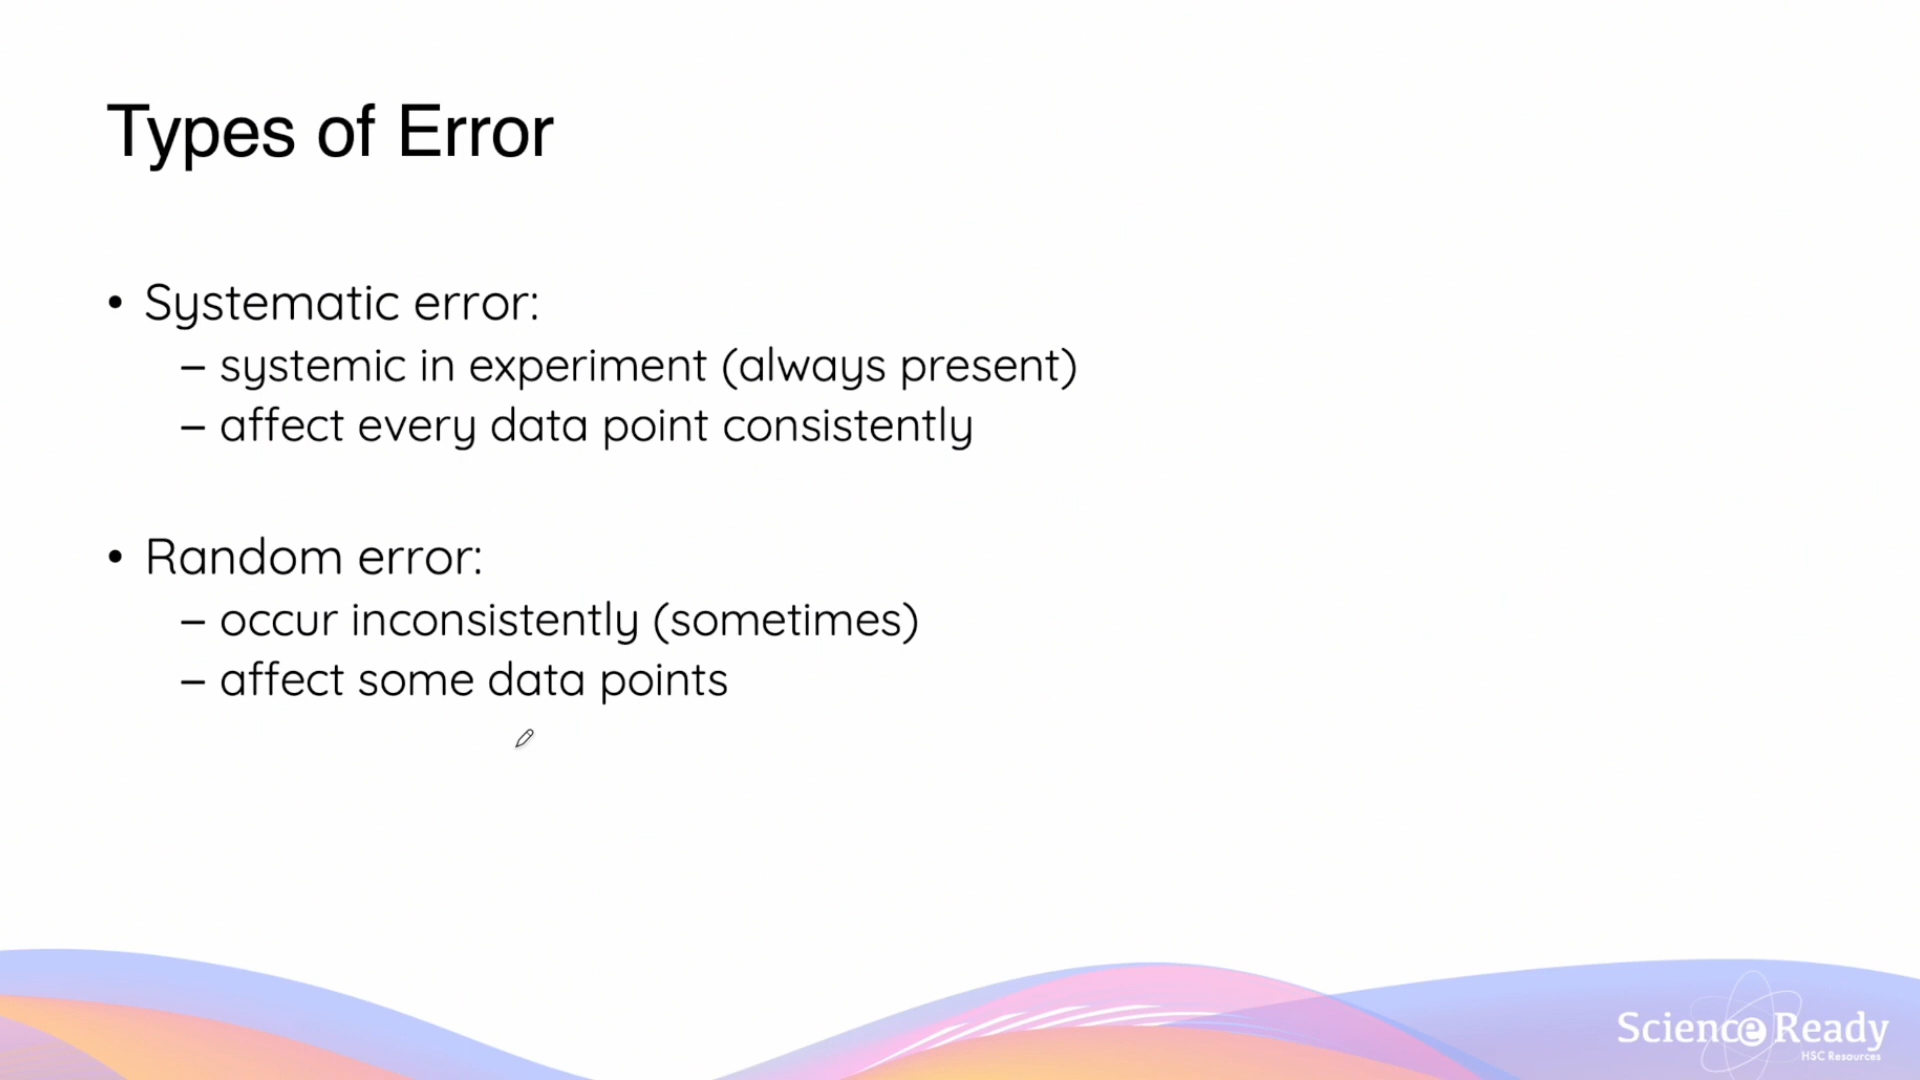 Types of Error
• Systematic error:
– systemic in experiment (always present)
– affect every data point consistently
• Random error:
– occur inconsistently (sometimes)
– affect some data points
Science Ready
HSC Resources